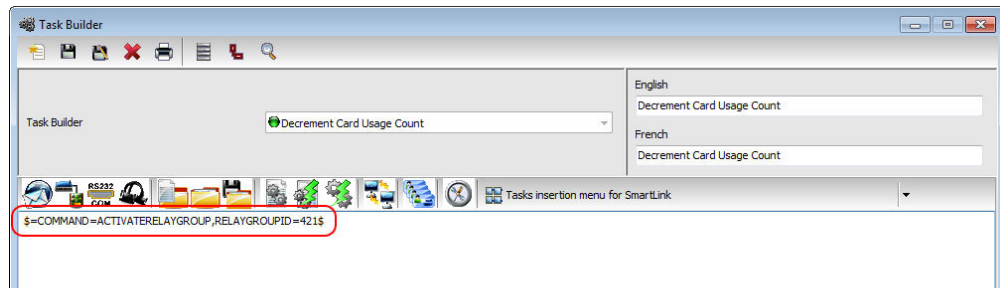 Task Builder
English
Decrement Card Usage Count
Task Builder
Decrement Card Usage Count
French
Decrement Card Usage Count
RS232
COM
Tasks insertion menu for SmartLink
$=COMMAND=ACTIVATERELAYGROUP,RELAYGROUPID=421$